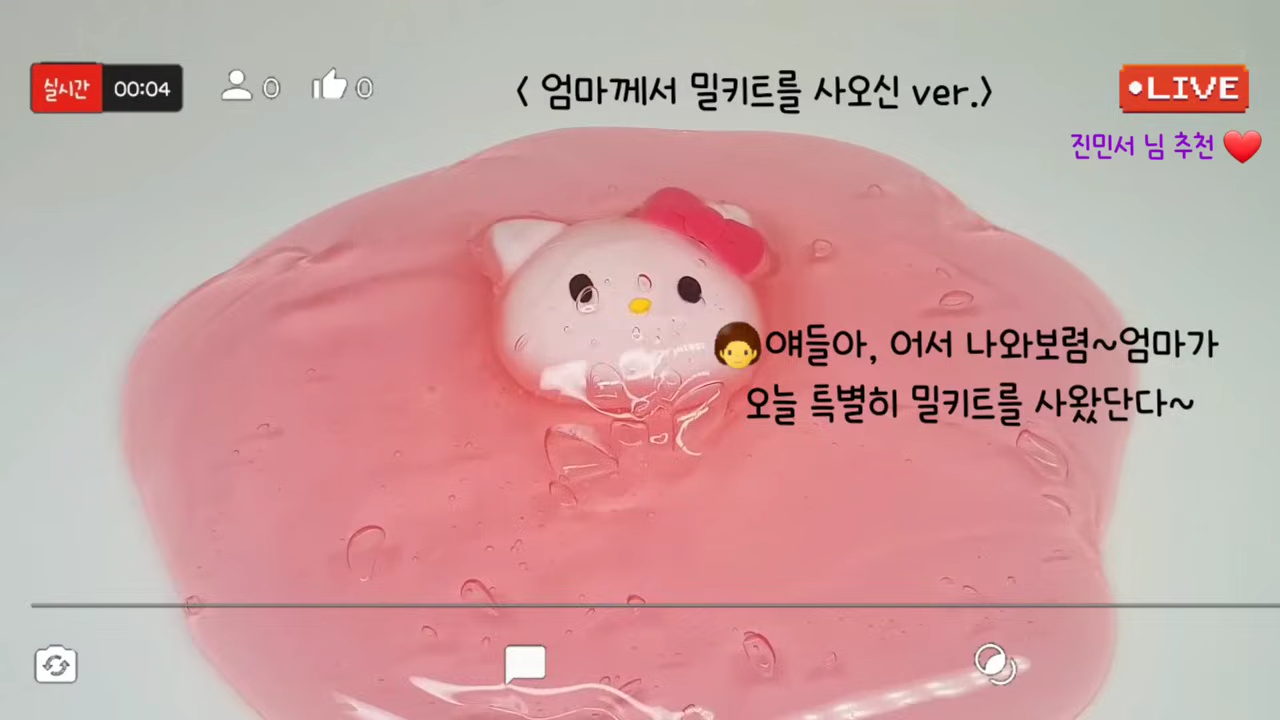 실시간 00:04 0 0
< 엄마께서 밀키트를 사오신 ver.>
LIVE
진민서 님 추천 ❤️
얘들아, 어서 나와보렴~엄마가
오늘 특별히 밀키트를 사왔단다~